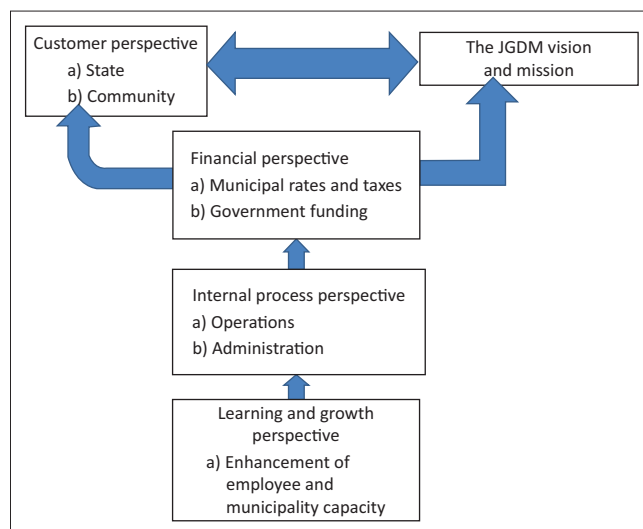 Customer perspective
a) State
b) Community
The JGDM vision
and mission
Financial perspective
a) Municipal rates and taxes
b) Government funding
Internal process perspective
a) Operations
b) Administration
Learning and growth
perspective
a) Enhancement of
employee and
municipality capacity